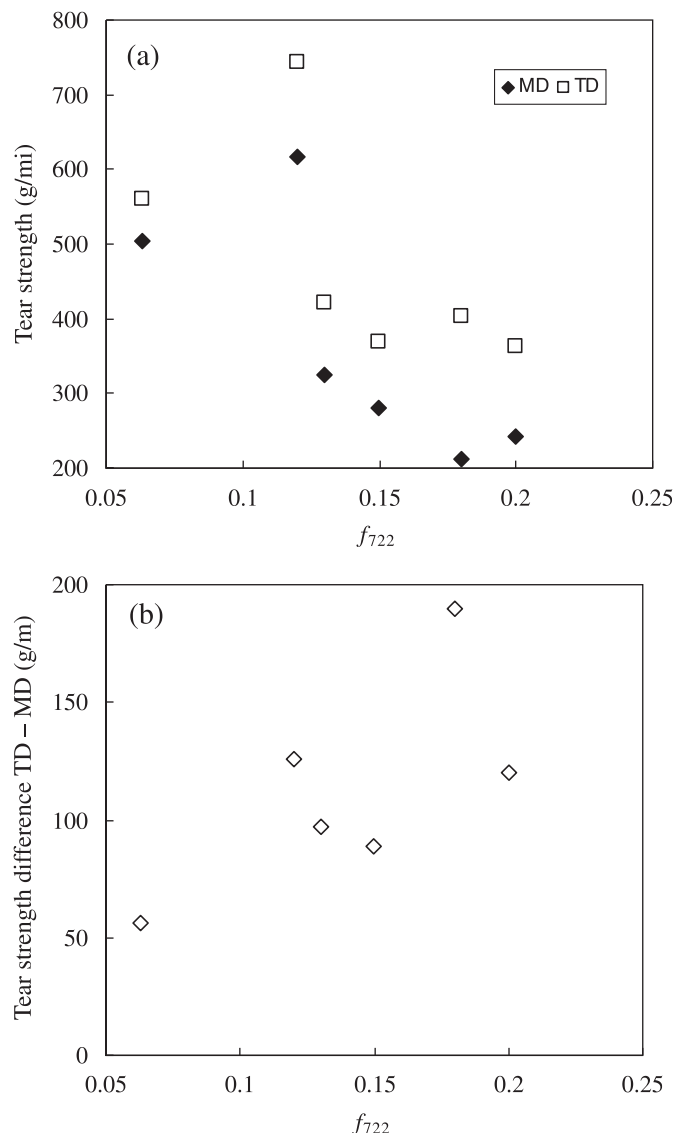 (a)
MD TD
800
700
600
500
400
300
200
0.05 0.1 0.15 0.2 0.25
Tear strength (g/mi)
f722
(b)
200
150
100
50
0
0.05 0.1 0.15 0.2 0.25
Tear strength difference TD – MD (g/m)
f722